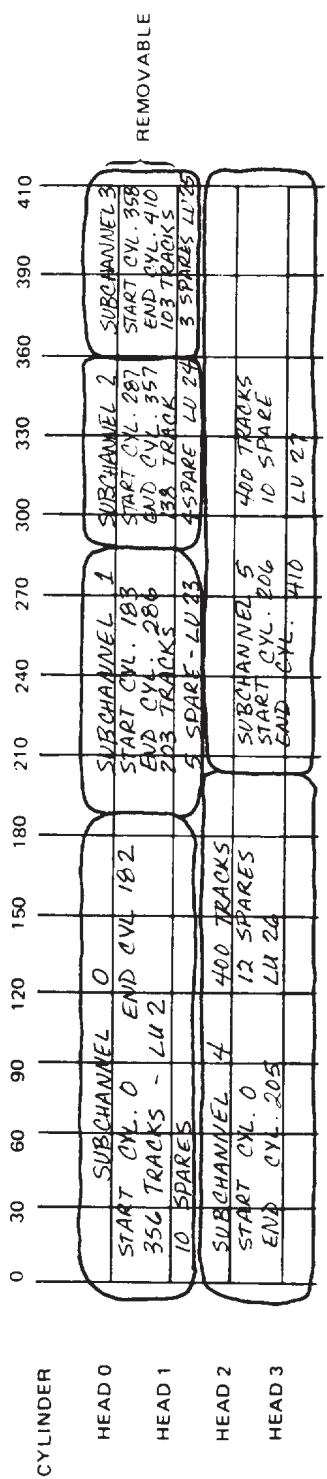 CYLINDER 0 30 60 90 120 150 180 210 240 270 300 330 360 390 410
HEAD 0
HEAD 1
HEAD 2
HEAD 3
REMOVABLE
SUBCHANNEL 0
START CYL. 0 END CYL 182
356 TRACKS - LU 2
10 SPARES
SUBCHANNEL 1
START CYL. 183
END CYL. 286
203 TRACKS
5 SPARE - LU 23
SUBCHANNEL 2
START CYL. 287
END CYL. 357
138 TRACK
4 SPARE LU 24
SUBCHANNEL 3
START CYL. 358
END CYL. 410
103 TRACKS
3 SPARES LU 25
SUBCHANNEL 4 400 TRACKS
START CYL. 0 12 SPARES
END CYL. 205 LU 26
SUBCHANNEL 5 400 TRACKS
START CYL. 206 10 SPARE
END CYL. 410 LU 27